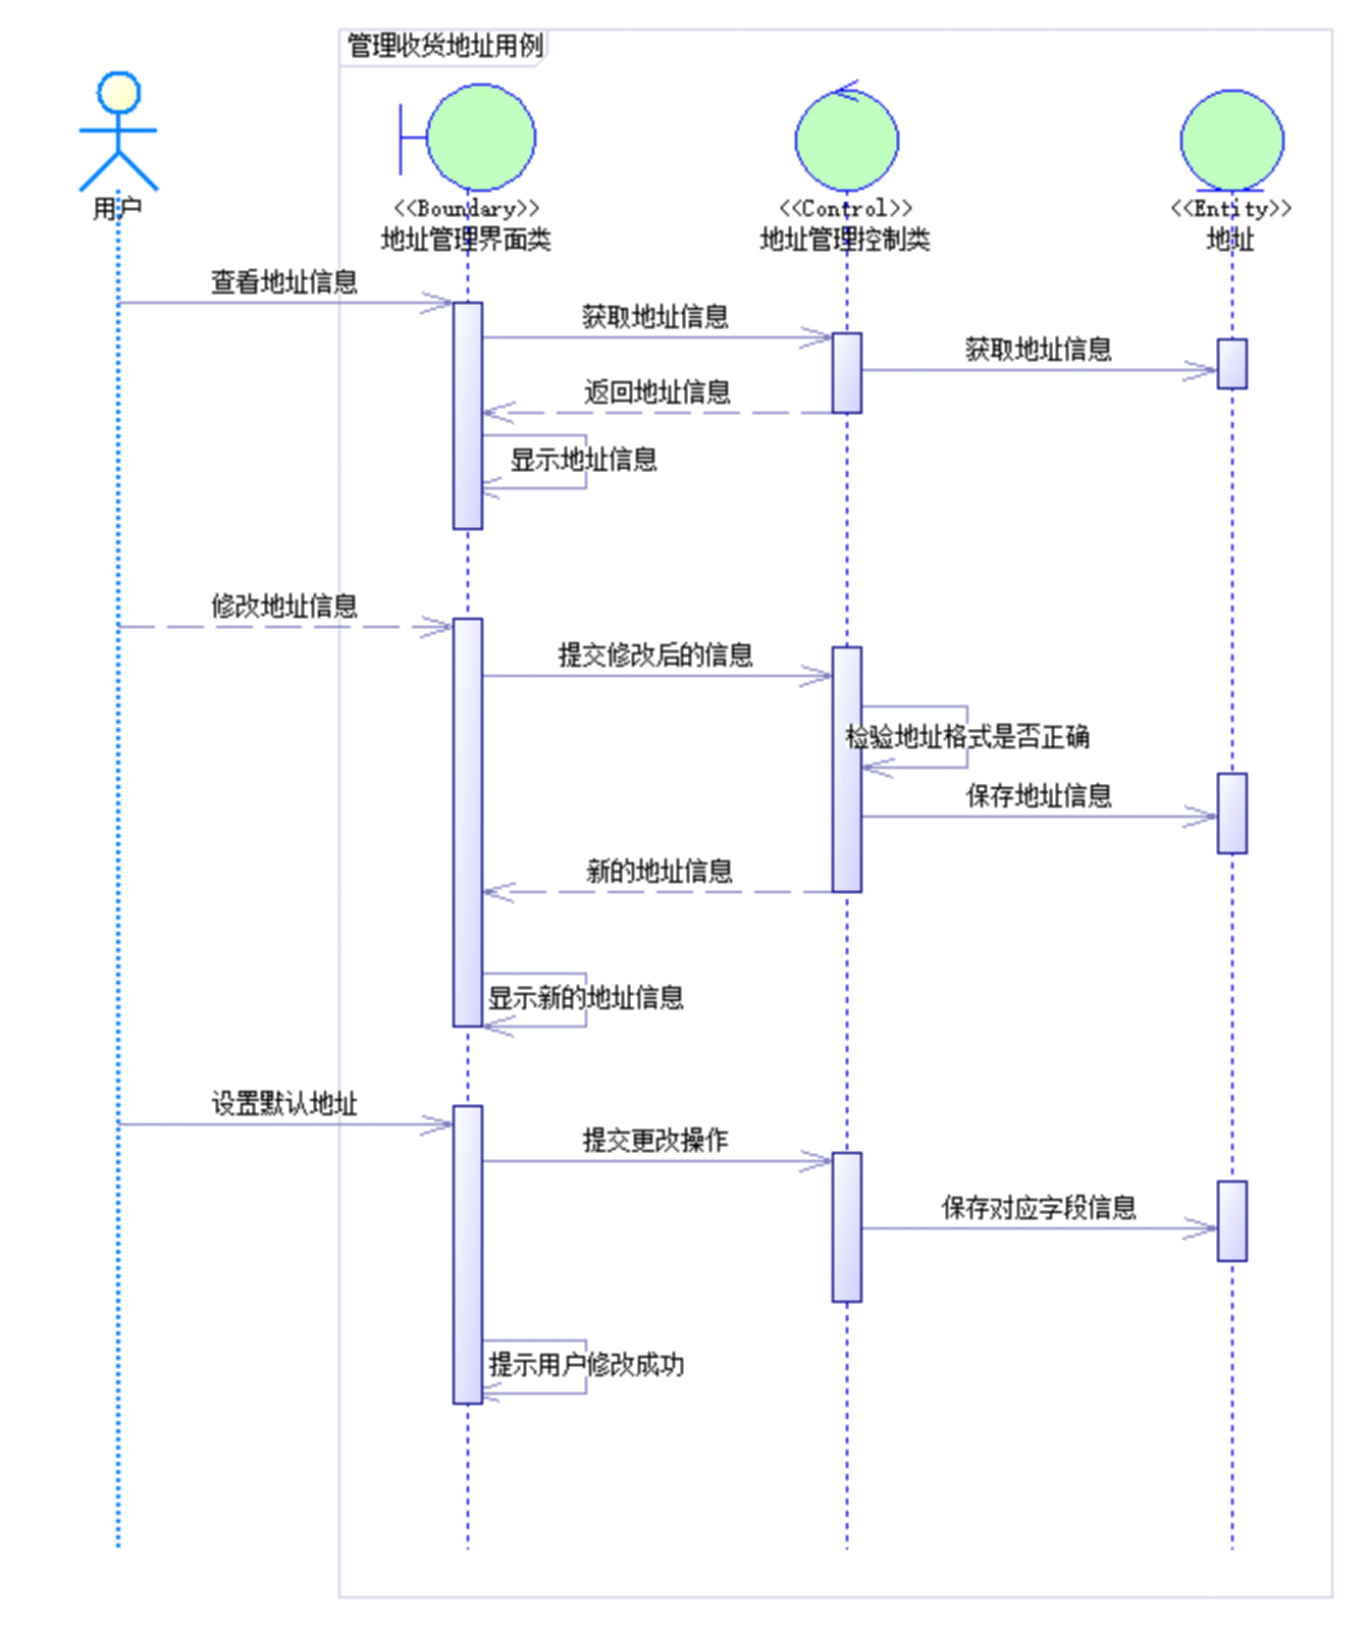 管理收货地址用例
用户
<<Boundary>>
地址管理界面类
<<Control>>
地址管理控制类
<<Entity>>
地址
查看地址信息
获取地址信息
获取地址信息
返回地址信息
显示地址信息
修改地址信息
提交修改后的信息
检验地址格式是否正确
保存地址信息
新的地址信息
显示新的地址信息
设置默认地址
提交更改操作
保存对应字段信息
提示用户修改成功